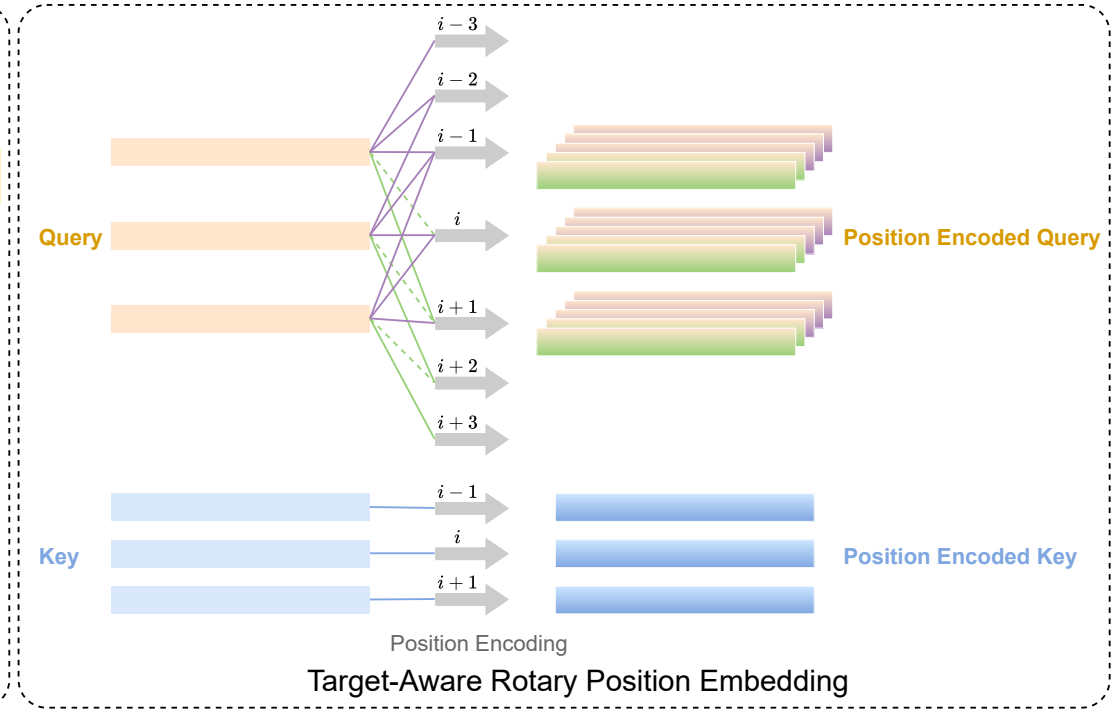 i − 3
i − 2
i − 1
i
i + 1
i + 2
i + 3
Query
Position Encoded Query
i − 1
i
i + 1
Key
Position Encoded Key
Position Encoding
Target-Aware Rotary Position Embedding